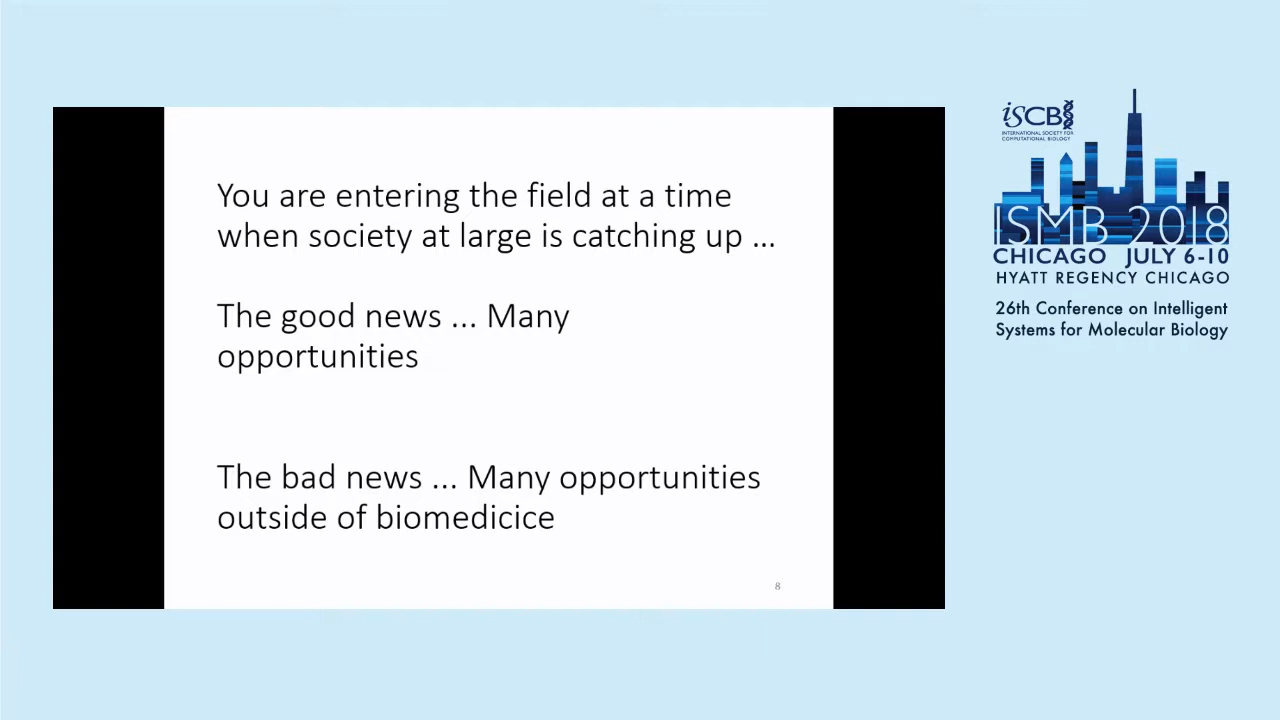 You are entering the field at a time
when society at large is catching up ...
The good news ... Many
opportunities
The bad news ... Many opportunities
outside of biomedicice
8
iSCB
INTERNATIONAL SOCIETY FOR
COMPUTATIONAL BIOLOGY
ISMB 2018
CHICAGO JULY 6-10
HYATT REGENCY CHICAGO
26th Conference on Intelligent
Systems for Molecular Biology